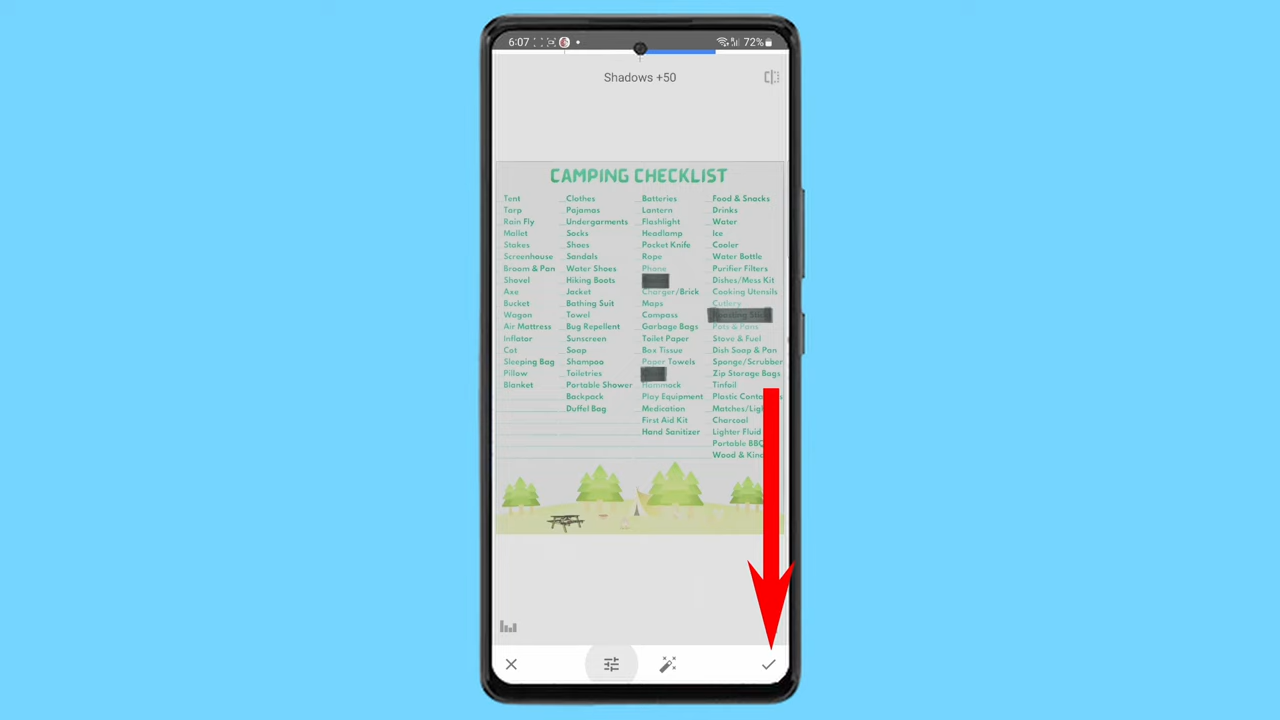 6:07
72%
Shadows +50
CAMPING CHECKLIST
Tent
Tarp
Rain Fly
Mallet
Stakes
Screenhouse
Broom & Pan
Shovel
Axe
Bucket
Wagon
Air Mattress
Inflator
Cot
Sleeping Bag
Pillow
Blanket
Clothes
Pajamas
Undergarments
Socks
Shoes
Sandals
Water Shoes
Hiking Boots
Jacket
Bathing Suit
Towel
Bug Repellent
Sunscreen
Soap
Shampoo
Toiletries
Portable Shower
Backpack
Duffel Bag
Batteries
Lantern
Flashlight
Headlamp
Pocket Knife
Rope
Phone
Charger/Brick
Maps
Compass
Garbage Bags
Toilet Paper
Box Tissue
Paper Towels
Hammock
Play Equipment
Medication
First Aid Kit
Hand Sanitizer
Food & Snacks
Drinks
Water
Ice
Cooler
Water Bottle
Purifier Filters
Dishes/Mess Kit
Cooking Utensils
Cutlery
Pots & Pans
Stove & Fuel
Dish Soap & Pan
Sponge/Scrubber
Zip Storage Bags
Tinfoil
Plastic
Charcoal
Lighter Fluid
Portable BBQ
Wood &